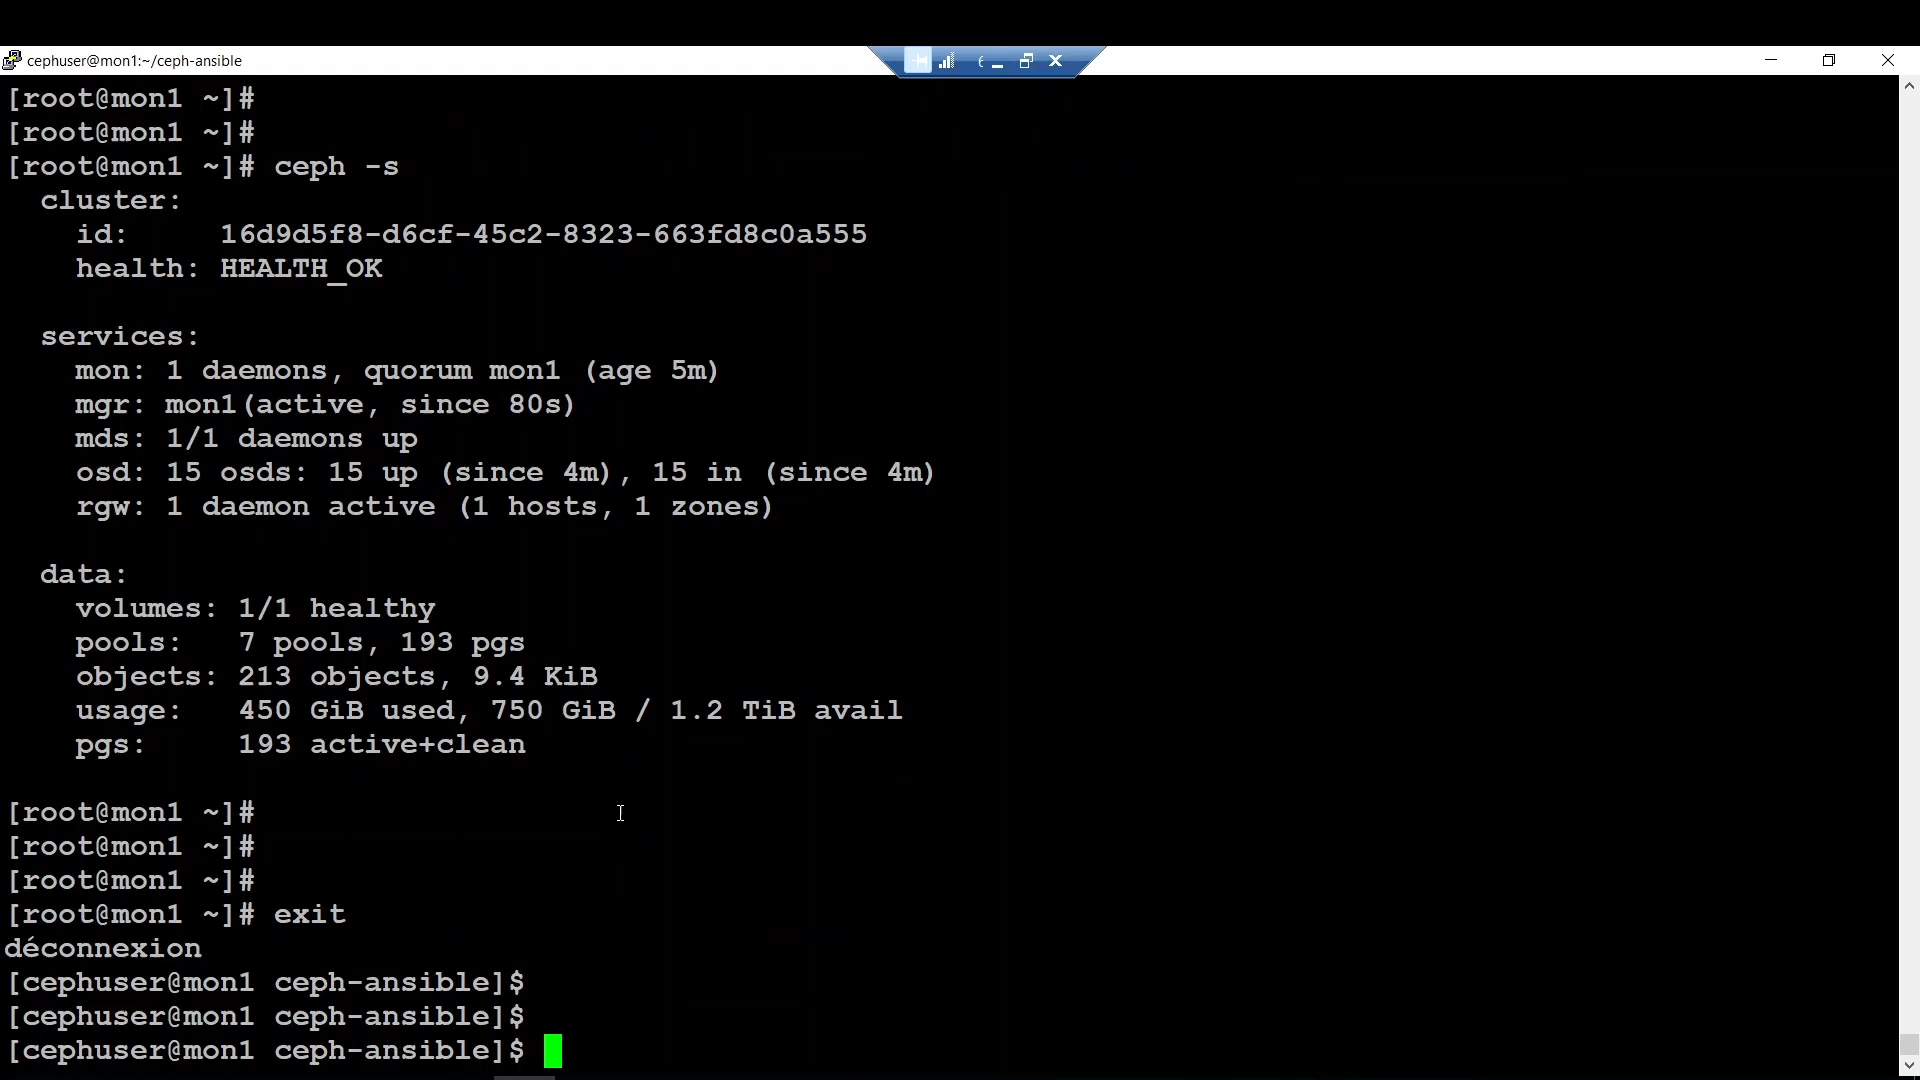 cephuser@mon1:~/ceph-ansible
[root@mon1 ~]#
[root@mon1 ~]#
[root@mon1 ~]# ceph -s
  cluster:
    id:     16d9d5f8-d6cf-45c2-8323-663fd8c0a555
    health: HEALTH_OK

  services:
    mon: 1 daemons, quorum mon1 (age 5m)
    mgr: mon1(active, since 80s)
    mds: 1/1 daemons up
    osd: 15 osds: 15 up (since 4m), 15 in (since 4m)
    rgw: 1 daemon active (1 hosts, 1 zones)

  data:
    volumes: 1/1 healthy
    pools:   7 pools, 193 pgs
    objects: 213 objects, 9.4 KiB
    usage:   450 GiB used, 750 GiB / 1.2 TiB avail
    pgs:     193 active+clean

[root@mon1 ~]#
[root@mon1 ~]#
[root@mon1 ~]#
[root@mon1 ~]# exit
déconnexion
[cephuser@mon1 ceph-ansible]$
[cephuser@mon1 ceph-ansible]$
[cephuser@mon1 ceph-ansible]$